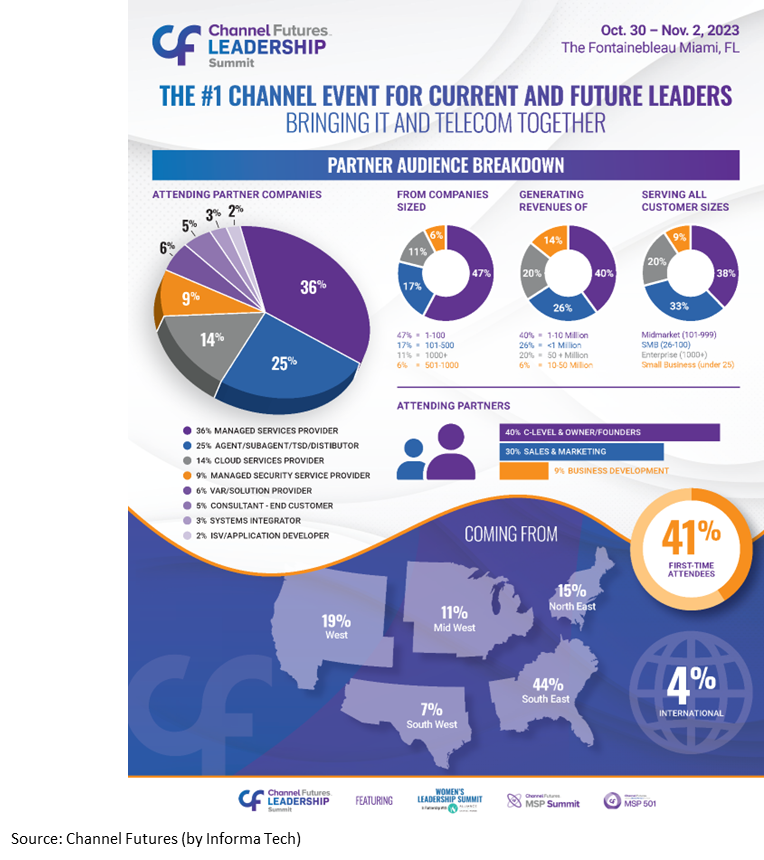 Channel Futures
LEADERSHIP
Summit
Oct. 30 – Nov. 2, 2023
The Fontainebleau Miami, FL
THE #1 CHANNEL EVENT FOR CURRENT AND FUTURE LEADERS
BRINGING IT AND TELECOM TOGETHER
PARTNER AUDIENCE BREAKDOWN
ATTENDING PARTNER COMPANIES
36%
25%
14%
9%
6%
5%
3%
2%
36% MANAGED SERVICES PROVIDER
25% AGENT/SUBAGENT/TSD/DISTIBUTOR
14% CLOUD SERVICES PROVIDER
9% MANAGED SECURITY SERVICE PROVIDER
6% VAR/SOLUTION PROVIDER
5% CONSULTANT - END CUSTOMER
3% SYSTEMS INTEGRATOR
2% ISV/APPLICATION DEVELOPER
FROM COMPANIES
SIZED
47%
17%
11%
6%
47% = 1-100
17% = 101-500
11% = 1000+
6% = 501-1000
GENERATING
REVENUES OF
40%
26%
20%
14%
40% = 1-10 Million
26% = <1 Million
20% = 50 + Million
6% = 10-50 Million
SERVING ALL
CUSTOMER SIZES
38%
33%
20%
9%
Midmarket (101-999)
SMB (26-100)
Enterprise (1000+)
Small Business (under 25)
ATTENDING PARTNERS
40% C-LEVEL & OWNER/FOUNDERS
30% SALES & MARKETING
9% BUSINESS DEVELOPMENT
COMING FROM
41%
FIRST-TIME
ATTENDEES
19%
West
11%
Mid West
15%
North East
7%
South West
44%
South East
4%
INTERNATIONAL
Channel Futures
LEADERSHIP
Summit
FEATURING
WOMEN'S
LEADERSHIP SUMMIT
Channel Futures
MSP Summit
MSP 501
Source: Channel Futures (by Informa Tech)